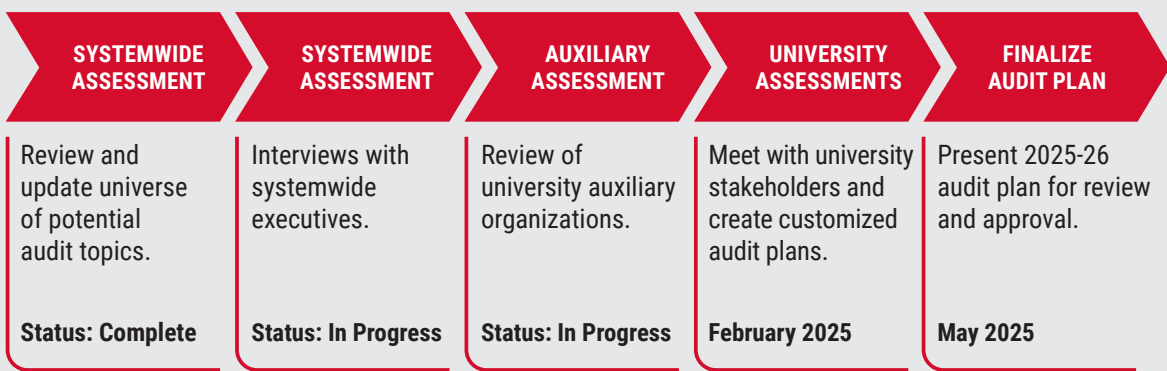 SYSTEMWIDE
ASSESSMENT
Review and
update universe
of potential
audit topics.
Status: Complete
SYSTEMWIDE
ASSESSMENT
Interviews with
systemwide
executives.
Status: In Progress
AUXILIARY
ASSESSMENT
Review of
university auxiliary
organizations.
Status: In Progress
UNIVERSITY
ASSESSMENTS
Meet with university
stakeholders and
create customized
audit plans.
February 2025
FINALIZE
AUDIT PLAN
Present 2025-26
audit plan for review
and approval.
May 2025